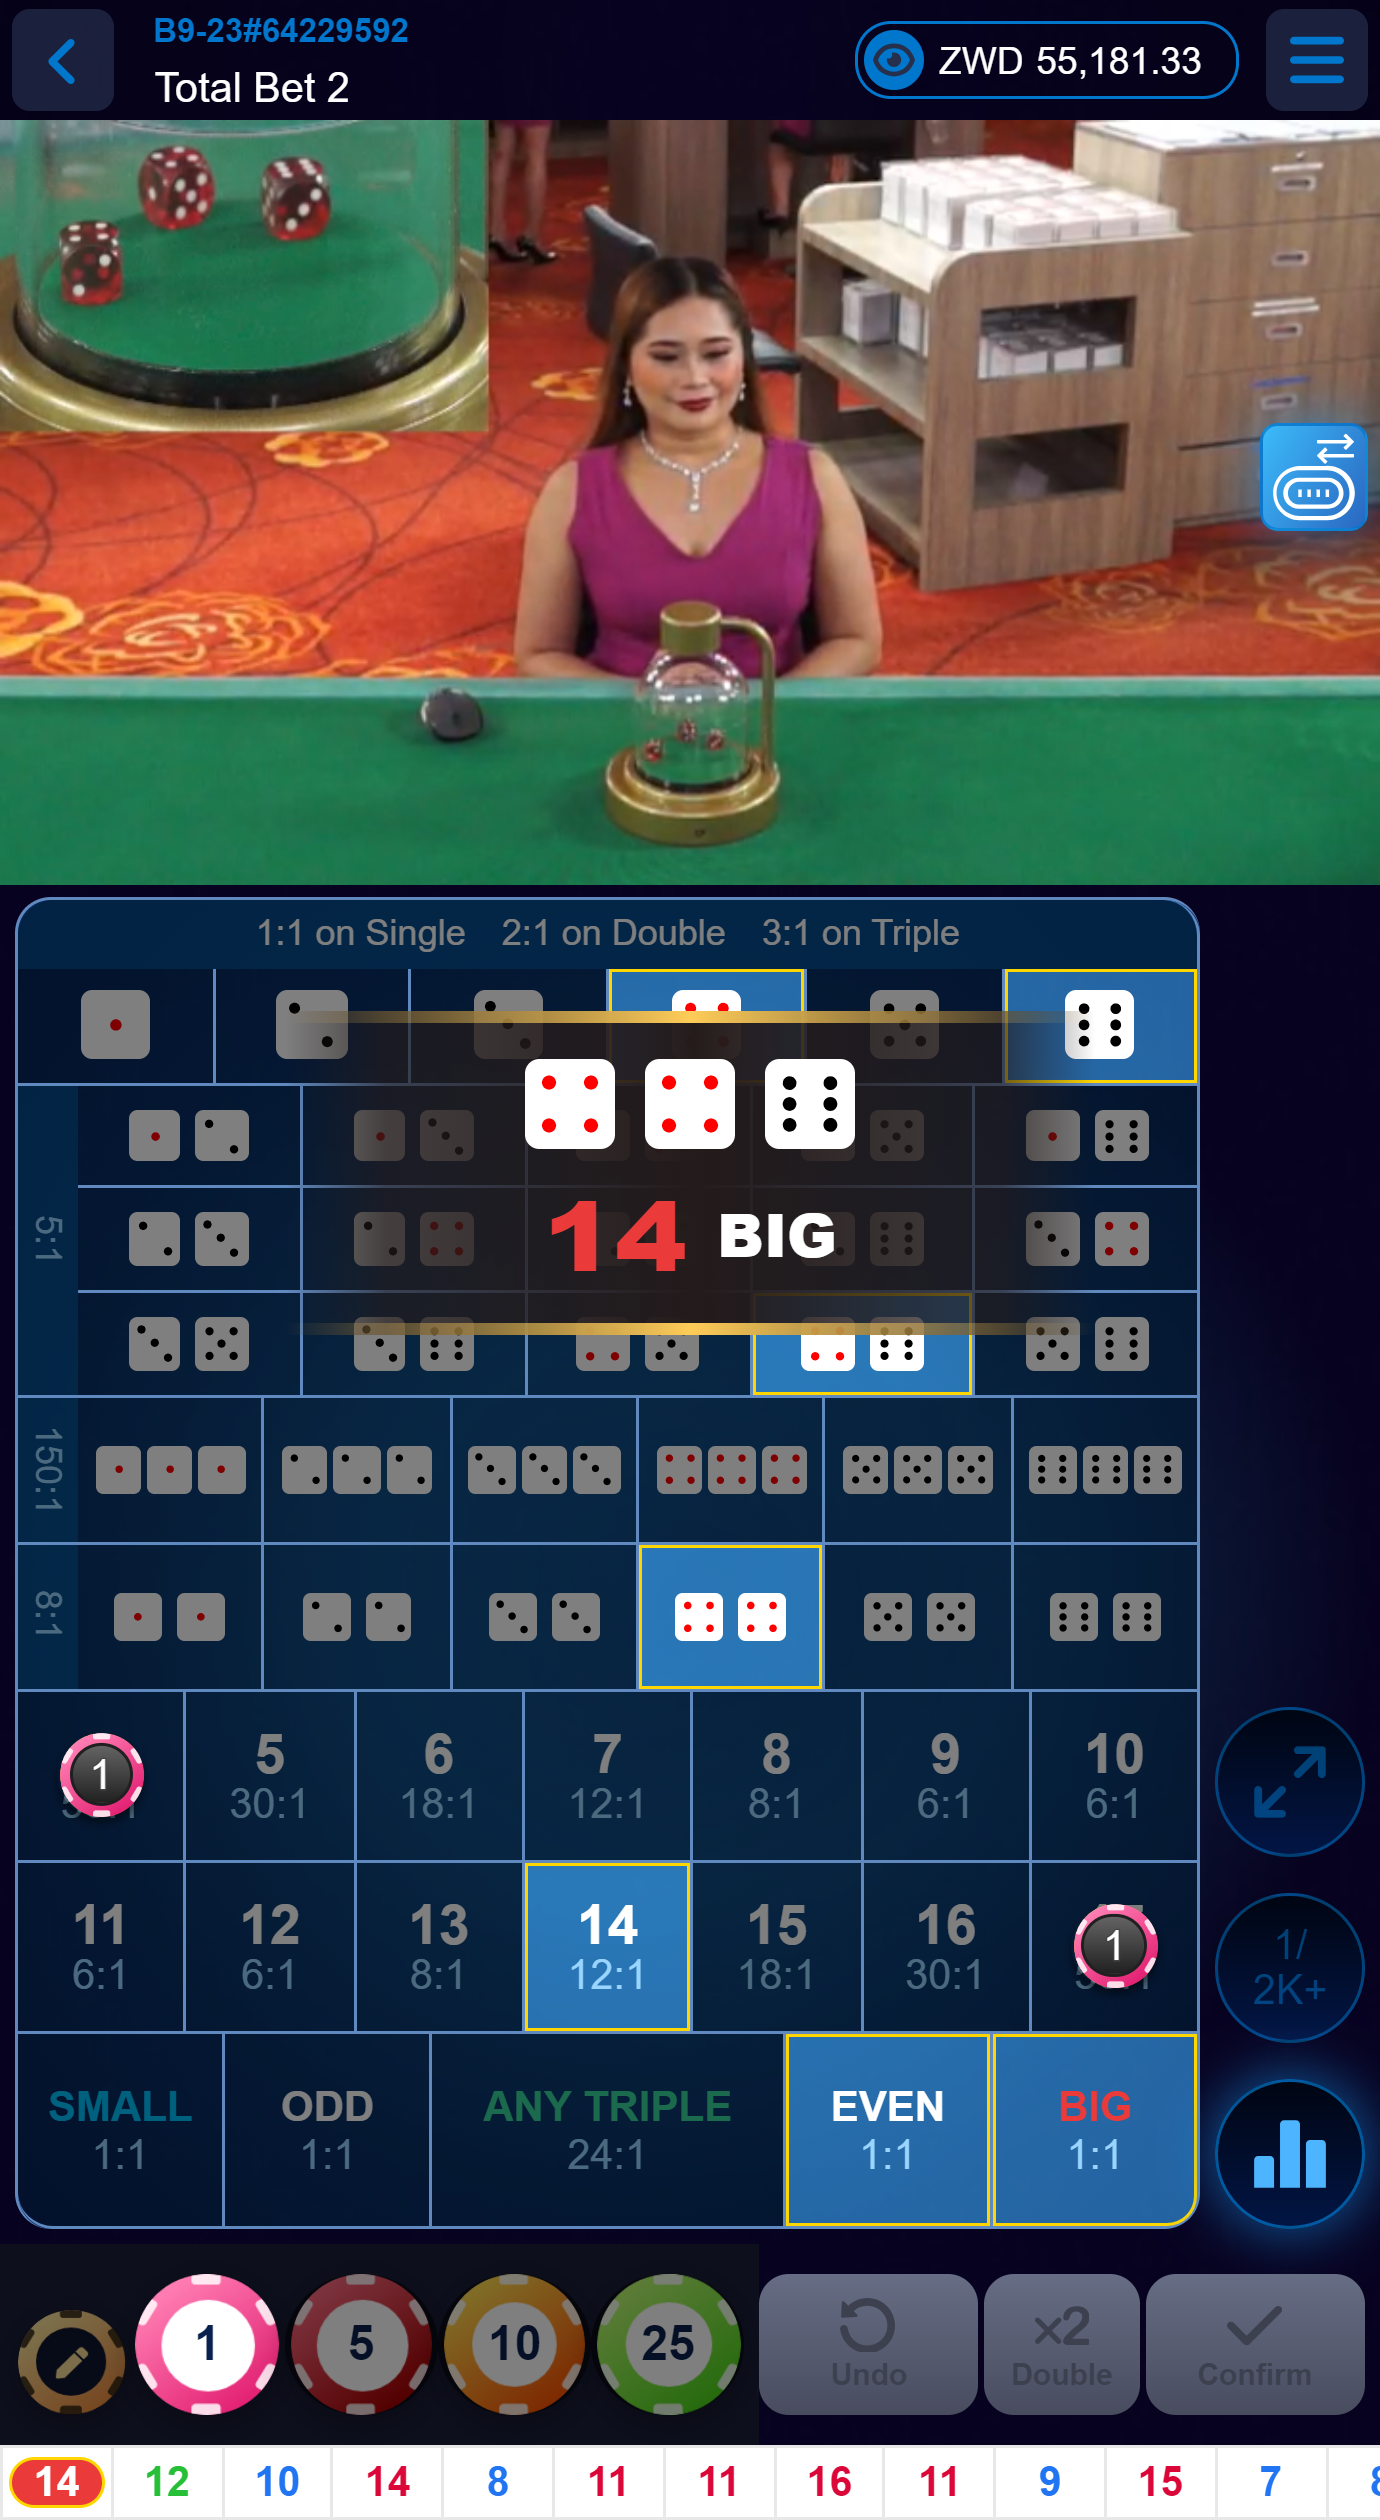 B9-23#64229592
Total Bet 2
ZWD 55,181.33
1:1 on Single 2:1 on Double 3:1 on Triple
14 BIG
5:1
150:1
8:1
1
5 6 7 8 9 10
30:1 18:1 12:1 8:1 6:1 6:1
11 12 13 14 15 16
1
6:1 6:1 8:1 12:1 18:1 30:1
1/
2K+
SMALL ODD ANY TRIPLE EVEN BIG
1:1 1:1 24:1 1:1 1:1
1 5 10 25
x2
Undo Double Confirm
14 12 10 14 8 11 11 16 11 9 15 7